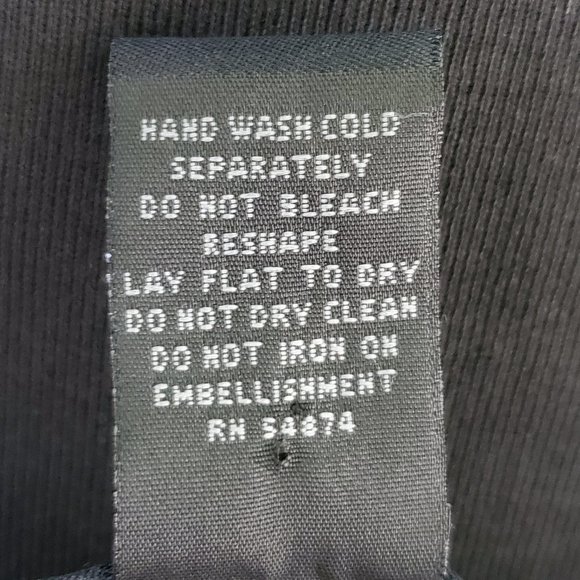 HAND WASH COLD
SEPARATELY
DO NOT BLEACH
RESHAPE
LAY FLAT TO DRY
DO NOT DRY CLEAN
DO NOT IRON ON
EMBELLISHMENT
RN 54874